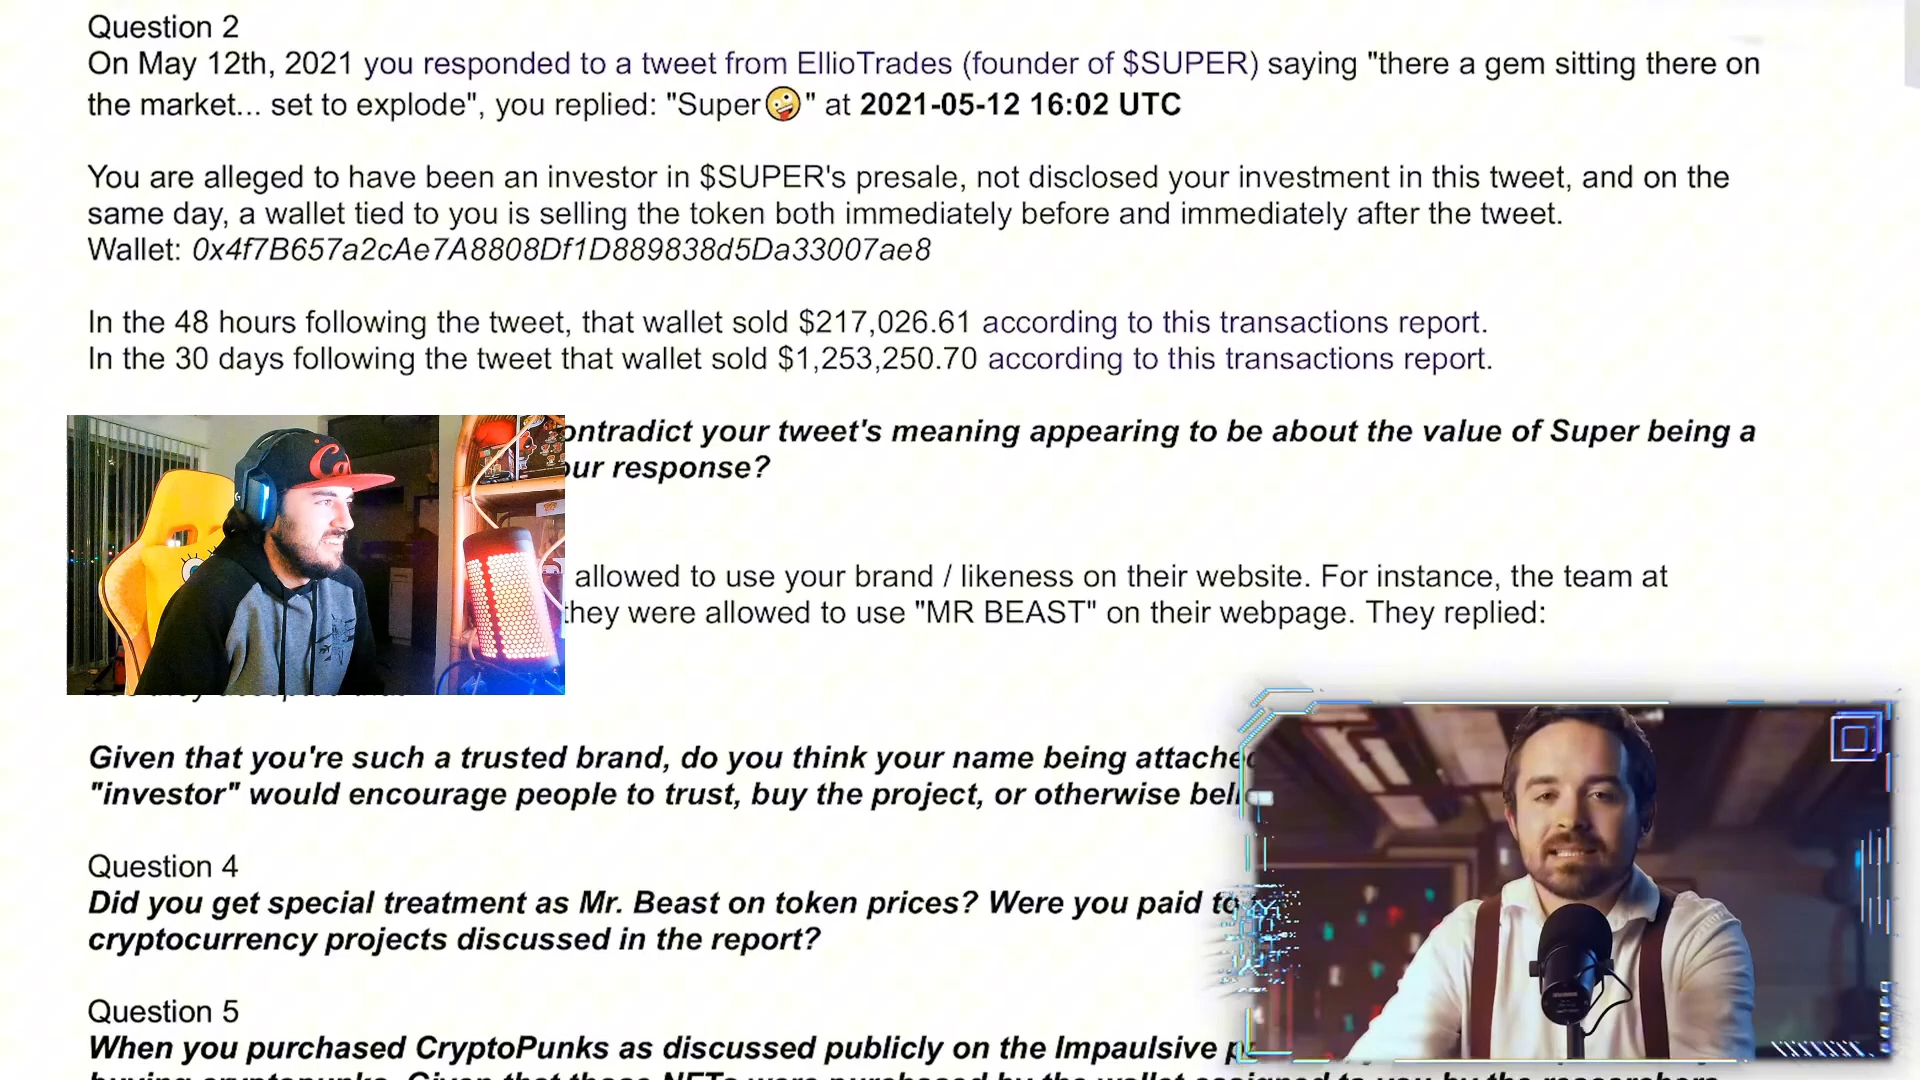 Question 2
On May 12th, 2021 you responded to a tweet from EllioTrades (founder of $SUPER) saying "there a gem sitting there on
the market... set to explode", you replied: "Super🤪" at 2021-05-12 16:02 UTC
You are alleged to have been an investor in $SUPER's presale, not disclosed your investment in this tweet, and on the
same day, a wallet tied to you is selling the token both immediately before and immediately after the tweet.
Wallet: 0x4f7B657a2cAe7A8808Df1D889838d5Da33007ae8
In the 48 hours following the tweet, that wallet sold $217,026.61 according to this transactions report.
In the 30 days following the tweet that wallet sold $1,253,250.70 according to this transactions report.
ontradict your tweet's meaning appearing to be about the value of Super being a
our response?
allowed to use your brand / likeness on their website. For instance, the team at
they were allowed to use "MR BEAST" on their webpage. They replied:
Given that you're such a trusted brand, do you think your name being attache
"investor" would encourage people to trust, buy the project, or otherwise bel
Question 4
Did you get special treatment as Mr. Beast on token prices? Were you paid to
cryptocurrency projects discussed in the report?
Question 5
When you purchased CryptoPunks as discussed publicly on the Impaulsive